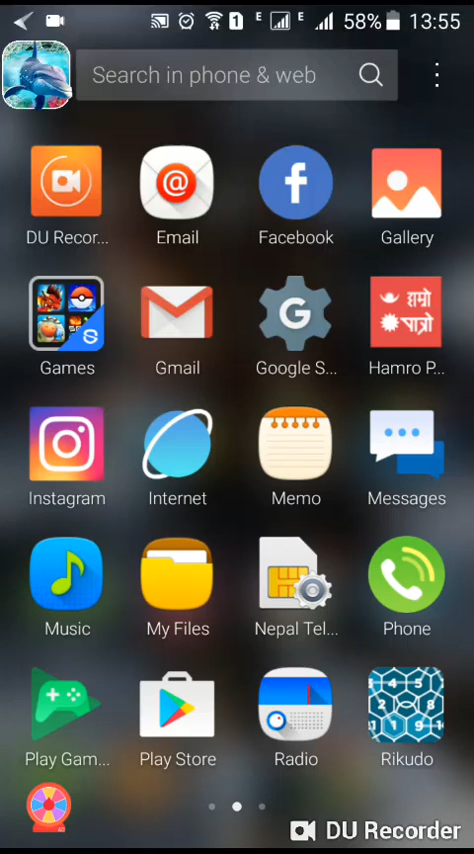 1 E E 58% 13:55
Search in phone & web
DU Recor... Email Facebook Gallery
Games Gmail Google S... Hamro P...
हाम्रो
पात्रो
Instagram Internet Memo Messages
Music My Files Nepal Tel... Phone
Play Gam... Play Store Radio Rikudo
DU Recorder